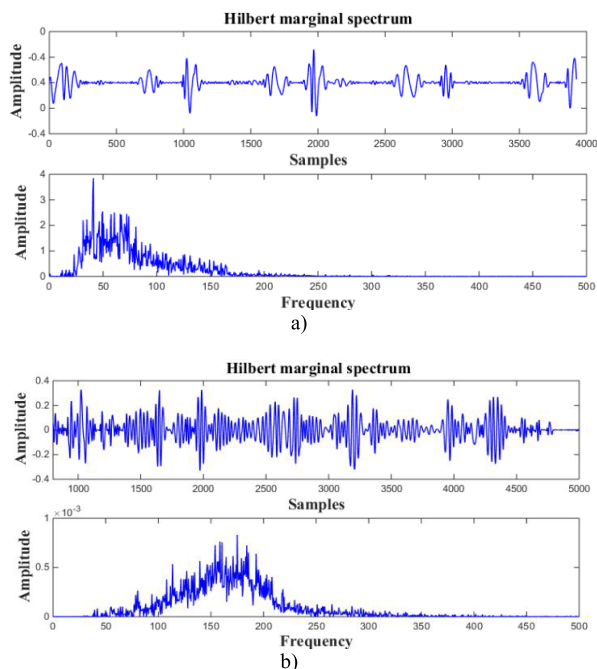 Hilbert marginal spectrum
Amplitude
-0.4
0
0.4
0
-0.4
0 500 1000 1500 2000 2500 3000 3500 4000
Samples
Amplitude
4
3
2
1
0
0 50 100 150 200 250 300 350 400 450 500
Frequency
a)
Hilbert marginal spectrum
Amplitude
0.4
0.2
0
-0.2
-0.4
1000 1500 2000 2500 3000 3500 4000 4500 5000
Samples
×10⁻³
Amplitude
1
0.5
0
0 50 100 150 200 250 300 350 400 450 500
Frequency
b)